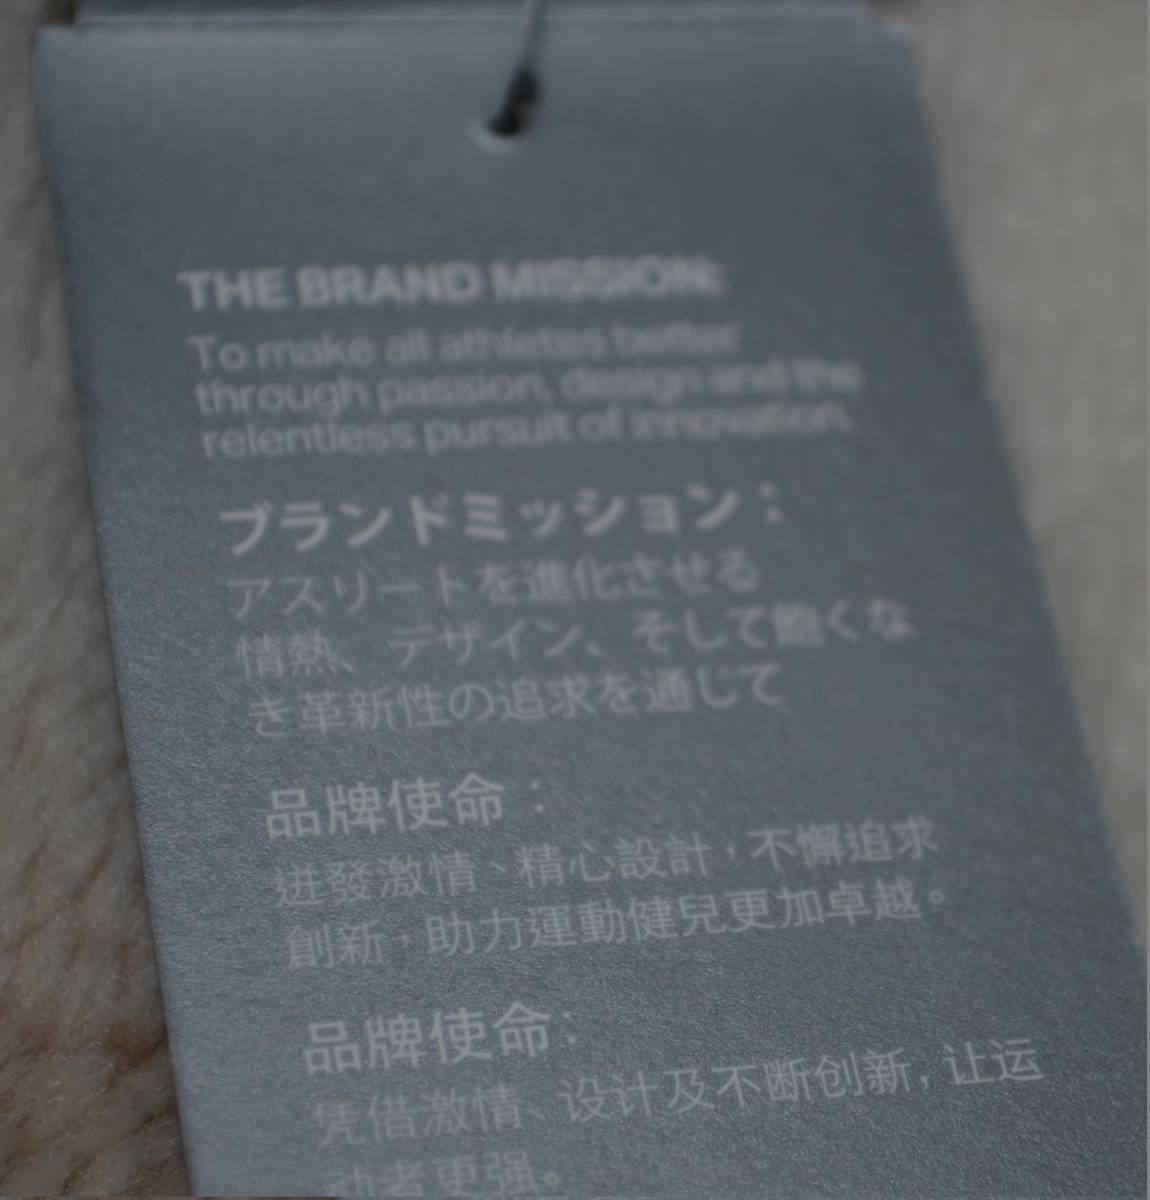 THE BRAND MISSION:
To make all athletes better
through passion, design and the
relentless pursuit of innovation.
ブランドミッション：
アスリートを進化させる
情熱、デザイン、そして飽くな
き革新性の追求を通じて
品牌使命：
迸發激情、精心設計，不懈追求
創新，助力運動健兒更加卓越。
品牌使命：
凭借激情、设计及不断创新，让运
动者更强。